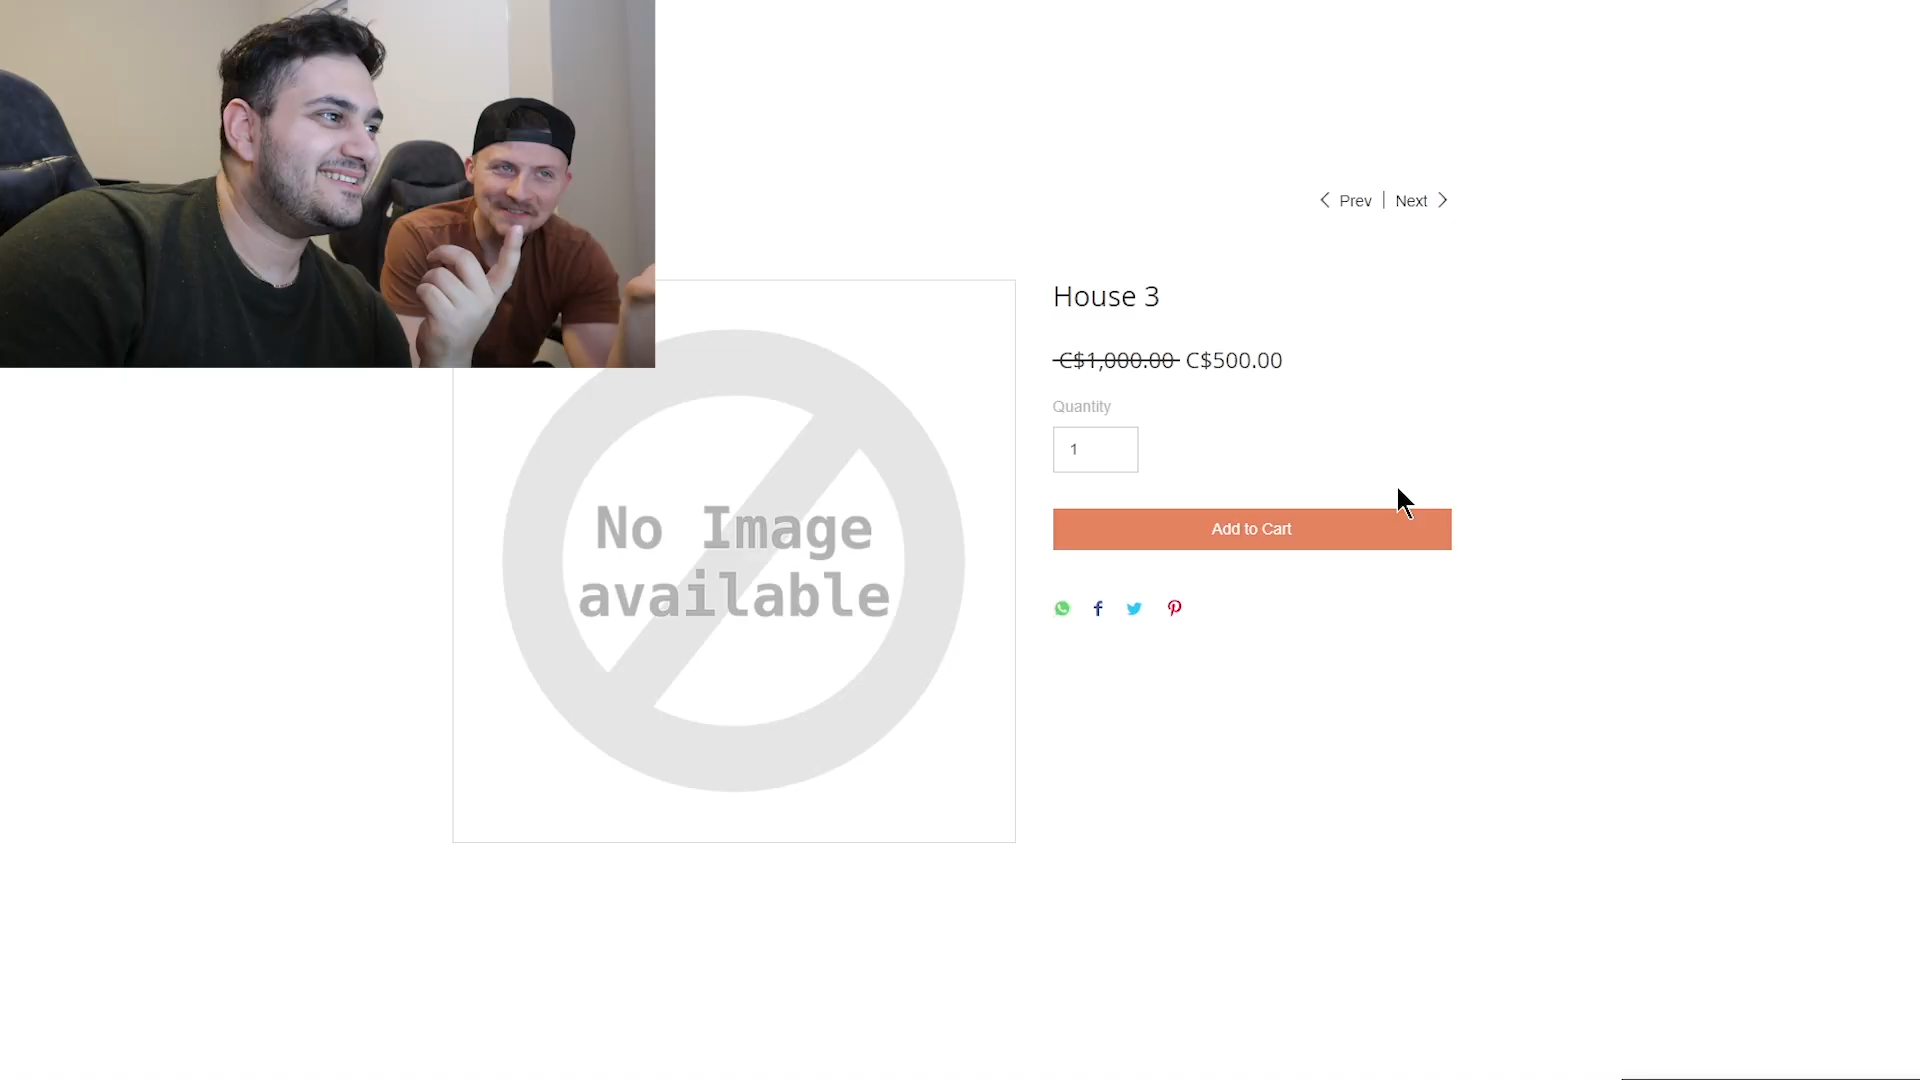 Prev | Next
House 3
C$1,000.00 C$500.00
Quantity
1
Add to Cart
No Image
available